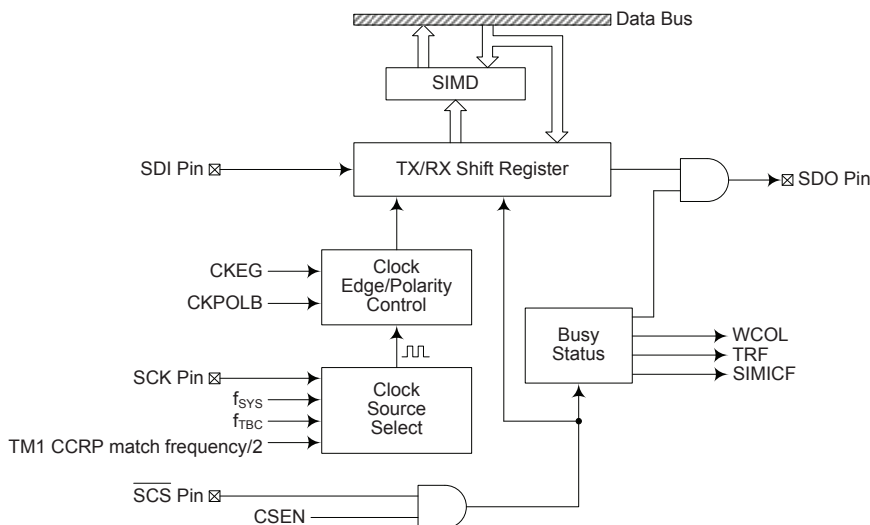 Data Bus
SIMD
SDI Pin
TX/RX Shift Register
SDO Pin
CKEG
CKPOLB
Clock
Edge/Polarity
Control
Busy
Status
WCOL
TRF
SIMICF
SCK Pin
fSYS
fTBC
TM1 CCRP match frequency/2
Clock
Source
Select
SCS Pin
CSEN